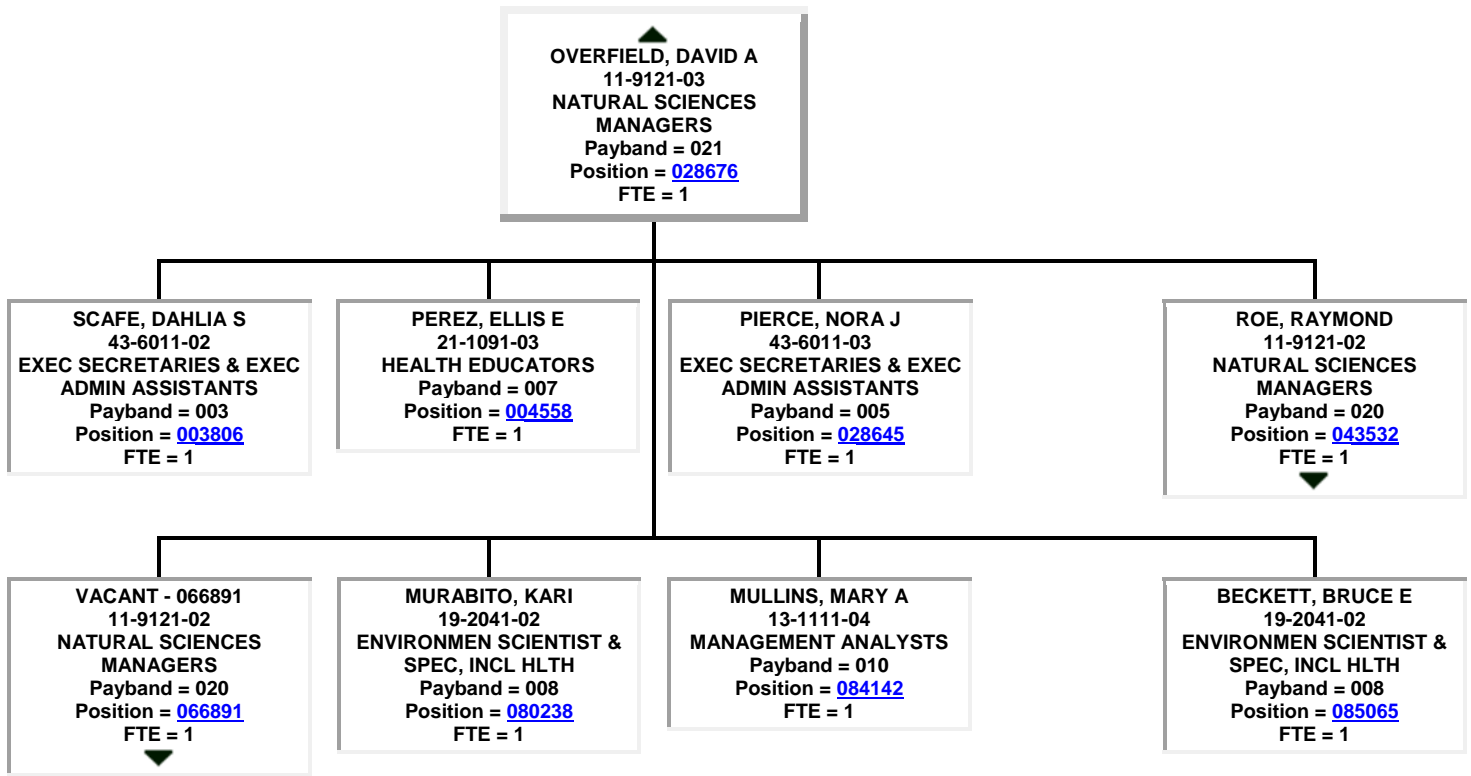 OVERFIELD, DAVID A
11-9121-03
NATURAL SCIENCES
MANAGERS
Payband = 021
Position = 028676
FTE = 1
SCAFE, DAHLIA S
43-6011-02
EXEC SECRETARIES & EXEC
ADMIN ASSISTANTS
Payband = 003
Position = 003806
FTE = 1
PEREZ, ELLIS E
21-1091-03
HEALTH EDUCATORS
Payband = 007
Position = 004558
FTE = 1
PIERCE, NORA J
43-6011-03
EXEC SECRETARIES & EXEC
ADMIN ASSISTANTS
Payband = 005
Position = 028645
FTE = 1
ROE, RAYMOND
11-9121-02
NATURAL SCIENCES
MANAGERS
Payband = 020
Position = 043532
FTE = 1
VACANT - 066891
11-9121-02
NATURAL SCIENCES
MANAGERS
Payband = 020
Position = 066891
FTE = 1
MURABITO, KARI
19-2041-02
ENVIRONMEN SCIENTIST &
SPEC, INCL HLTH
Payband = 008
Position = 080238
FTE = 1
MULLINS, MARY A
13-1111-04
MANAGEMENT ANALYSTS
Payband = 010
Position = 084142
FTE = 1
BECKETT, BRUCE E
19-2041-02
ENVIRONMEN SCIENTIST &
SPEC, INCL HLTH
Payband = 008
Position = 085065
FTE = 1